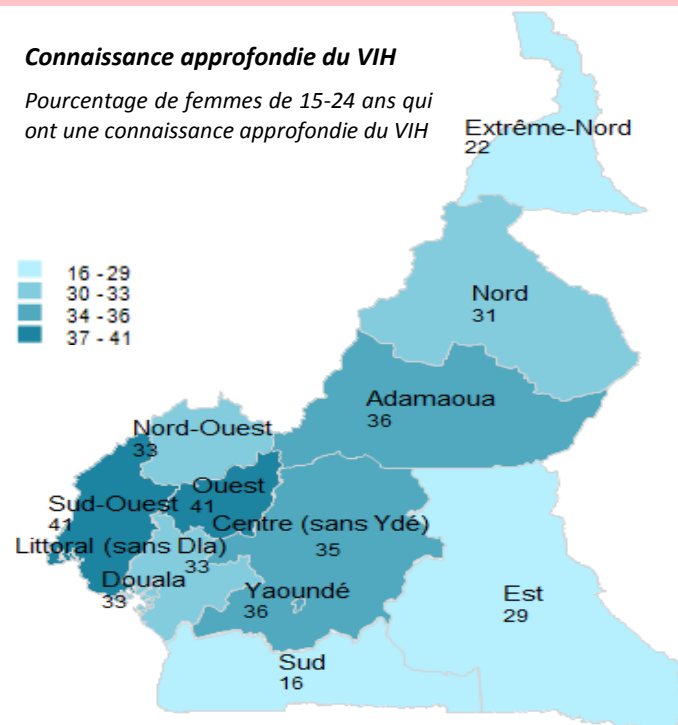 Connaissance approfondie du VIH
Pourcentage de femmes de 15-24 ans qui
ont une connaissance approfondie du VIH
Extrême-Nord
22
16 - 29
30 - 33
34 - 36
37 - 41
Nord
31
Adamaoua
36
Nord-Ouest
33
Ouest
41
Sud-Ouest
41
Centre (sans Ydé)
35
Littoral (sans Dla)
33
Douala
33
Yaoundé
36
Est
29
Sud
16